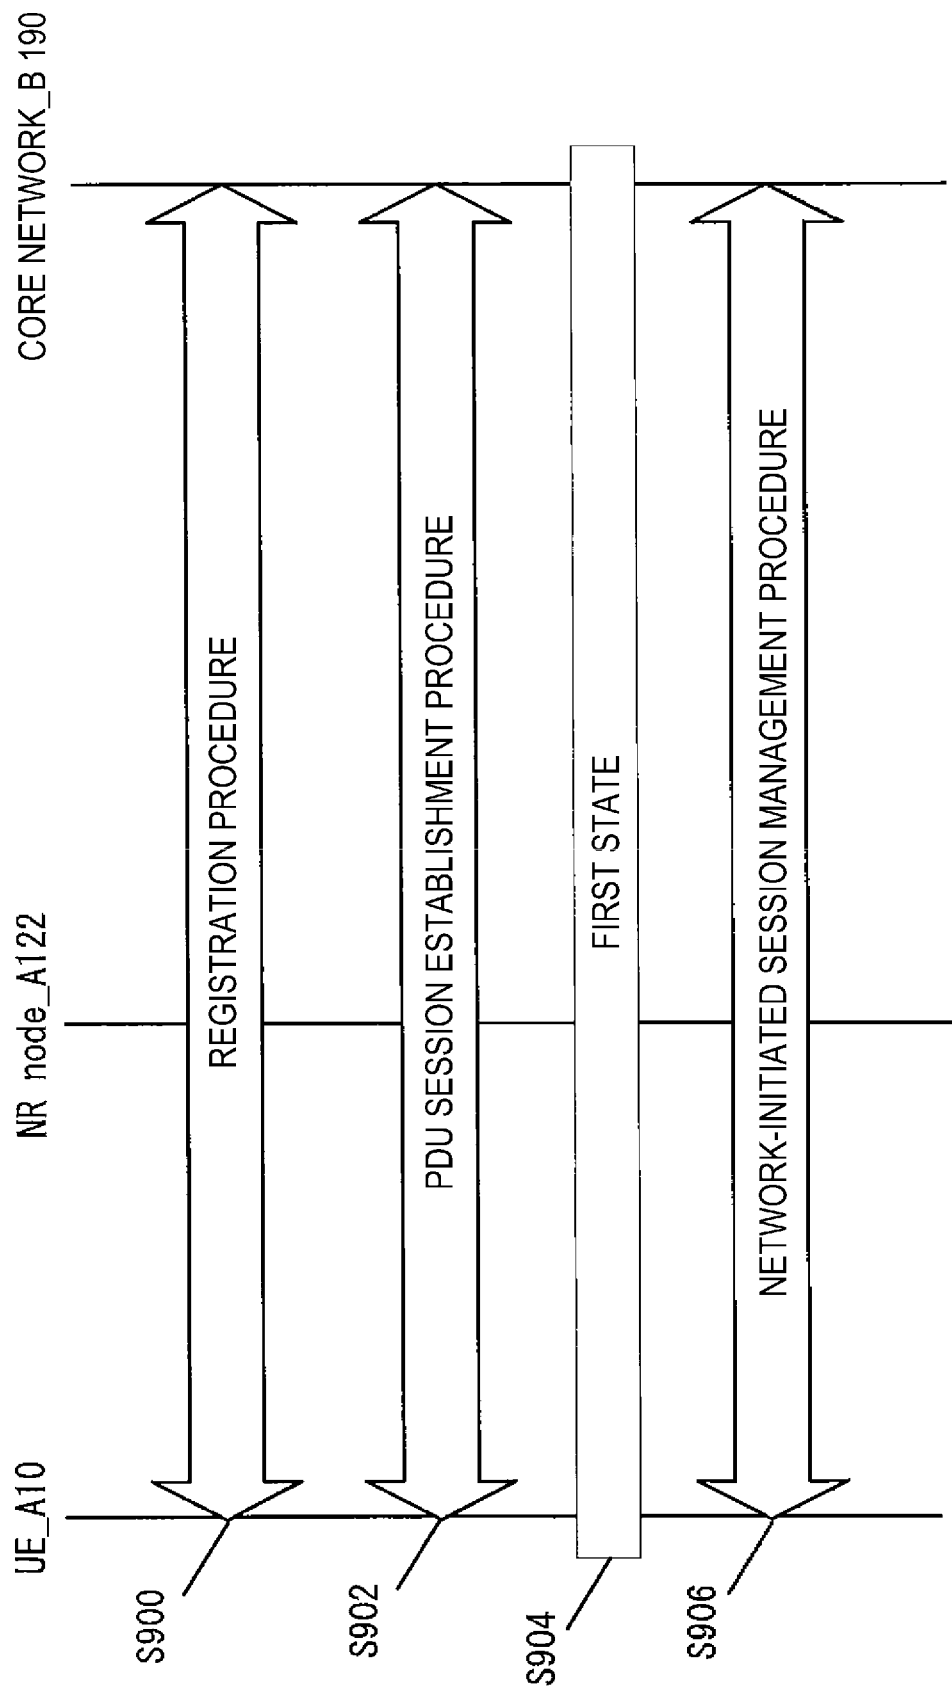 UE_A10
NR node_A122
CORE NETWORK_B 190
S900
REGISTRATION PROCEDURE
S902
PDU SESSION ESTABLISHMENT PROCEDURE
S904
FIRST STATE
S906
NETWORK-INITIATED SESSION MANAGEMENT PROCEDURE